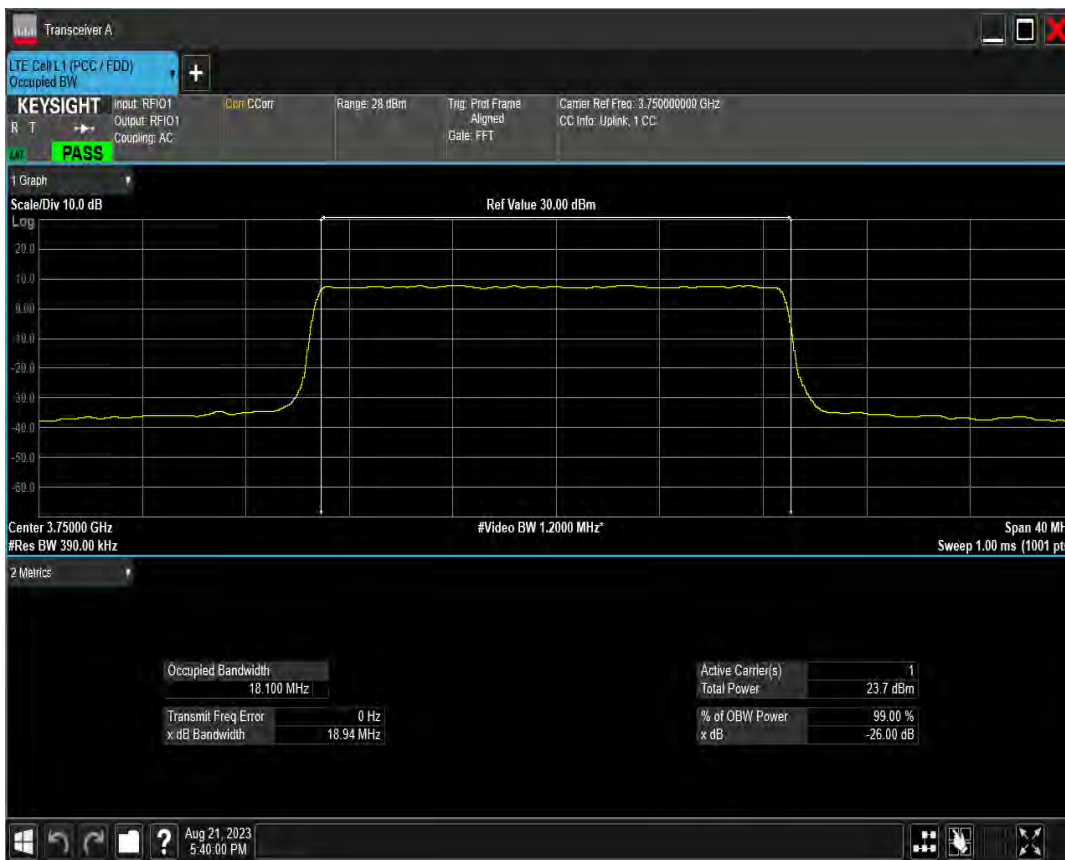 Transceiver A
LTE Cell L1 (PCC / FDD)
Occupied BW
+
KEYSIGHT
R T
PASS
Input: RFIO1
Output: RFIO1
Coupling: AC
Corr CCorr
Range: 28 dBm
Trig: Prot Frame
Aligned
Gate: FFT
Carrier Ref Freq: 3.750000000 GHz
CC Info: Uplink, 1 CC
1 Graph
Scale/Div 10.0 dB
Ref Value 30.00 dBm
Log
20.0
10.0
0.00
-10.0
-20.0
-30.0
-40.0
-50.0
-60.0
Center 3.75000 GHz
#Video BW 1.2000 MHz*
Span 40 MH
#Res BW 390.00 kHz
Sweep 1.00 ms (1001 pt
2 Metrics
Occupied Bandwidth
18.100 MHz
Transmit Freq Error 0 Hz
x dB Bandwidth 18.94 MHz
Active Carrier(s) 1
Total Power 23.7 dBm
% of OBW Power 99.00 %
x dB -26.00 dB
?
Aug 21, 2023
5:40:00 PM